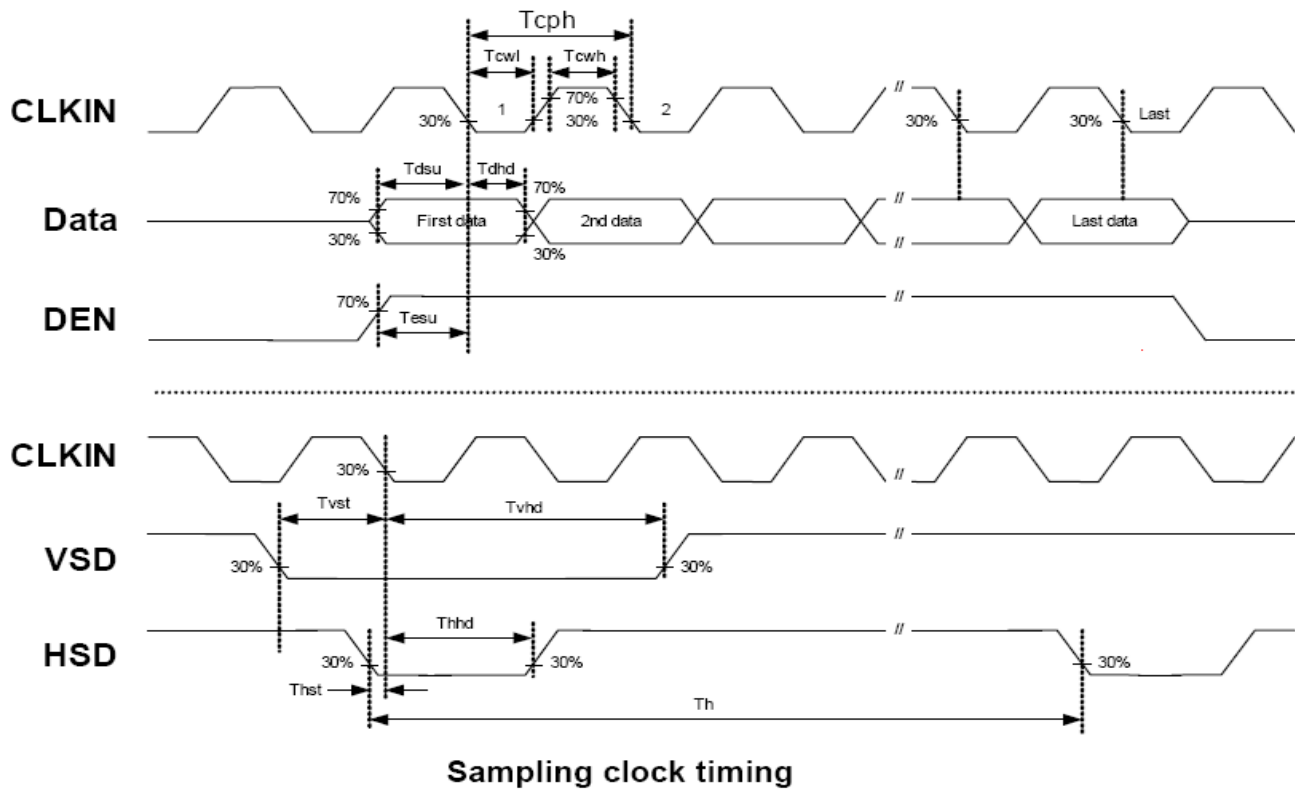 Tcph
Tcwl Tcwh
CLKIN 30% 1 70% 30% 2 // 30% 30% Last
Tdsu Tdhd
70% 70%
Data First data 2nd data // // Last data
30% 30%
DEN 70% Tesu //
CLKIN 30% //
Tvst Tvhd
VSD 30% 30% //
Thhd
HSD 30% 30% // 30%
Thst
Th
Sampling clock timing